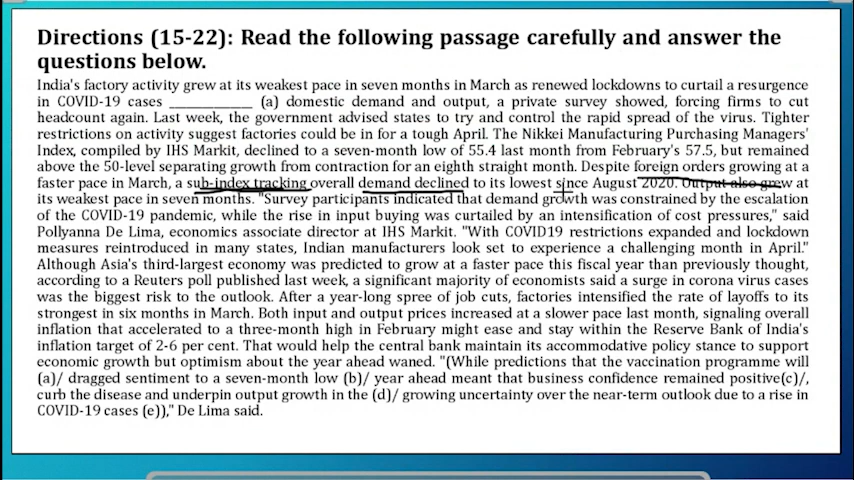 Directions (15-22): Read the following passage carefully and answer the
questions below.
India's factory activity grew at its weakest pace in seven months in March as renewed lockdowns to curtail a resurgence
in COVID-19 cases ____________ (a) domestic demand and output, a private survey showed, forcing firms to cut
headcount again. Last week, the government advised states to try and control the rapid spread of the virus. Tighter
restrictions on activity suggest factories could be in for a tough April. The Nikkei Manufacturing Purchasing Managers'
Index, compiled by IHS Markit, declined to a seven-month low of 55.4 last month from February's 57.5, but remained
above the 50-level separating growth from contraction for an eighth straight month. Despite foreign orders growing at a
faster pace in March, a sub-index tracking overall demand declined to its lowest since August 2020. Output also grew at
its weakest pace in seven months. "Survey participants indicated that demand growth was constrained by the escalation
of the COVID-19 pandemic, while the rise in input buying was curtailed by an intensification of cost pressures," said
Pollyanna De Lima, economics associate director at IHS Markit. "With COVID19 restrictions expanded and lockdown
measures reintroduced in many states, Indian manufacturers look set to experience a challenging month in April."
Although Asia's third-largest economy was predicted to grow at a faster pace this fiscal year than previously thought,
according to a Reuters poll published last week, a significant majority of economists said a surge in corona virus cases
was the biggest risk to the outlook. After a year-long spree of job cuts, factories intensified the rate of layoffs to its
strongest in six months in March. Both input and output prices increased at a slower pace last month, signaling overall
inflation that accelerated to a three-month high in February might ease and stay within the Reserve Bank of India's
inflation target of 2-6 per cent. That would help the central bank maintain its accommodative policy stance to support
economic growth but optimism about the year ahead waned. "(While predictions that the vaccination programme will
(a)/ dragged sentiment to a seven-month low (b)/ year ahead meant that business confidence remained positive(c)/,
curb the disease and underpin output growth in the (d)/ growing uncertainty over the near-term outlook due to a rise in
COVID-19 cases (e))," De Lima said.